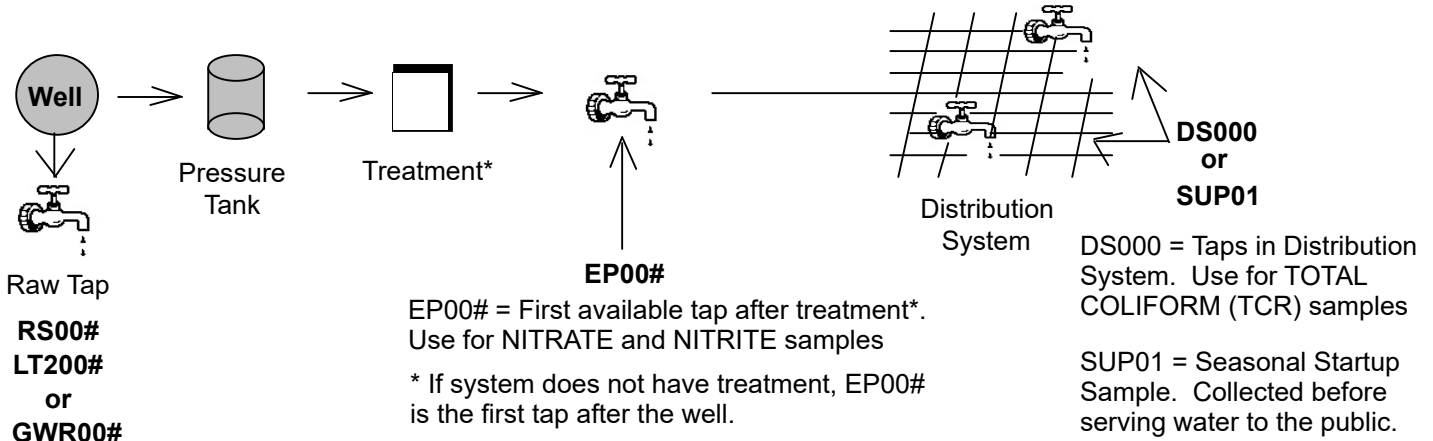 Well
Pressure
Tank
Treatment*
Raw Tap
RS00#
LT200#
or
GWR00#
EP00#
EP00# = First available tap after treatment*.
Use for NITRATE and NITRITE samples
* If system does not have treatment, EP00#
is the first tap after the well.
Distribution
System
DS000
or
SUP01
DS000 = Taps in Distribution
System. Use for TOTAL
COLIFORM (TCR) samples
SUP01 = Seasonal Startup
Sample. Collected before
serving water to the public.